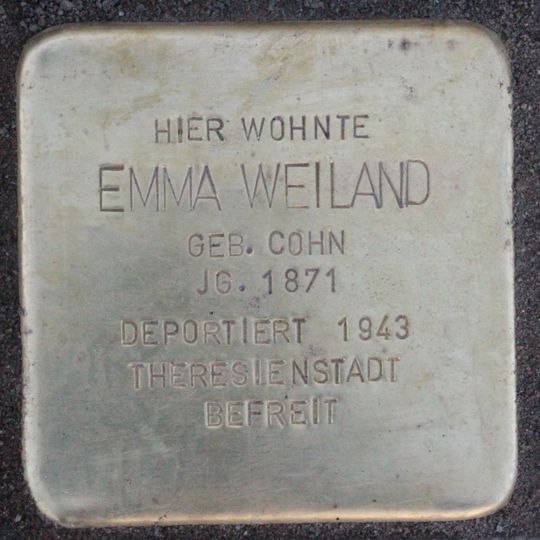 HIER WOHNTE
EMMA WEILAND
GEB. COHN
JG. 1871
DEPORTIERT 1943
THERESIENSTADT
BEFREIT